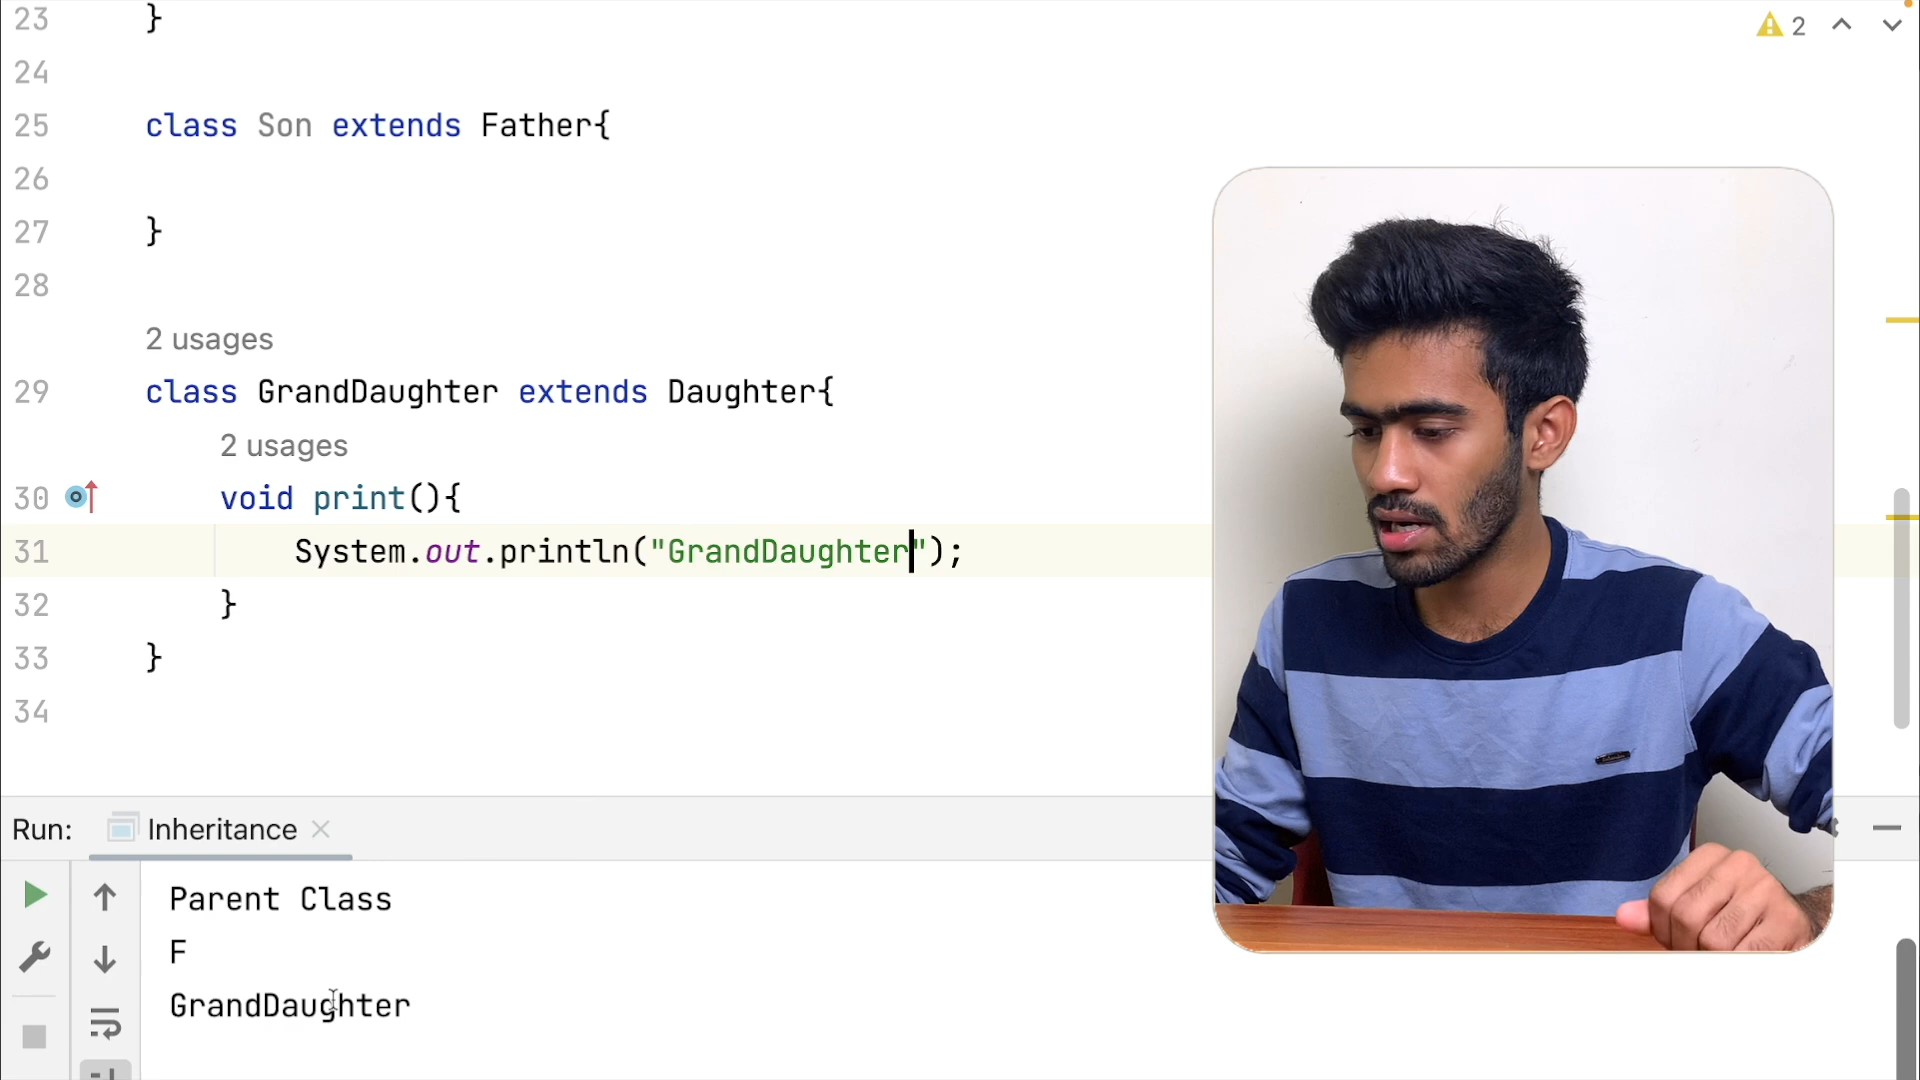 23 }
24
25 class Son extends Father{
26
27 }
28
2 usages
29 class GrandDaughter extends Daughter{
2 usages
30 void print(){
31 System.out.println("GrandDaughter");
32 }
33 }
34
2
Run: Inheritance
Parent Class
F
GrandDaughter